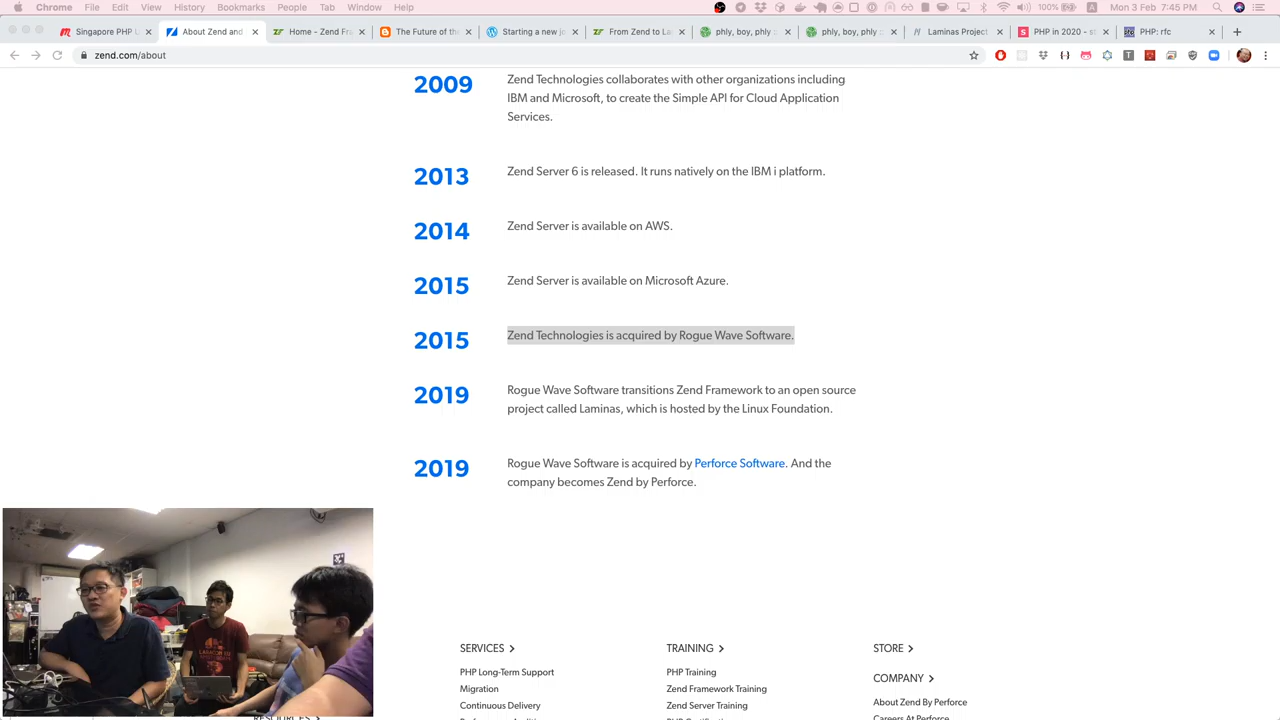 Chrome File Edit View History Bookmarks People Tab Window Help 100% Mon 3 Feb 7:45 PM
Singapore PHP U About Zend and Home - Zend Fra The Future of the Starting a new jo From Zend to La phly, boy, phly phly, boy, phly Laminas Project PHP in 2020 - st PHP: rfc
zend.com/about
2009
Zend Technologies collaborates with other organizations including
IBM and Microsoft, to create the Simple API for Cloud Application
Services.
2013
Zend Server 6 is released. It runs natively on the IBM i platform.
2014
Zend Server is available on AWS.
2015
Zend Server is available on Microsoft Azure.
2015
Zend Technologies is acquired by Rogue Wave Software.
2019
Rogue Wave Software transitions Zend Framework to an open source
project called Laminas, which is hosted by the Linux Foundation.
2019
Rogue Wave Software is acquired by Perforce Software. And the
company becomes Zend by Perforce.
SERVICES
PHP Long-Term Support
Migration
Continuous Delivery
TRAINING
PHP Training
Zend Framework Training
Zend Server Training
STORE
COMPANY
About Zend By Perforce
Careers At Perforce
RESOURCES